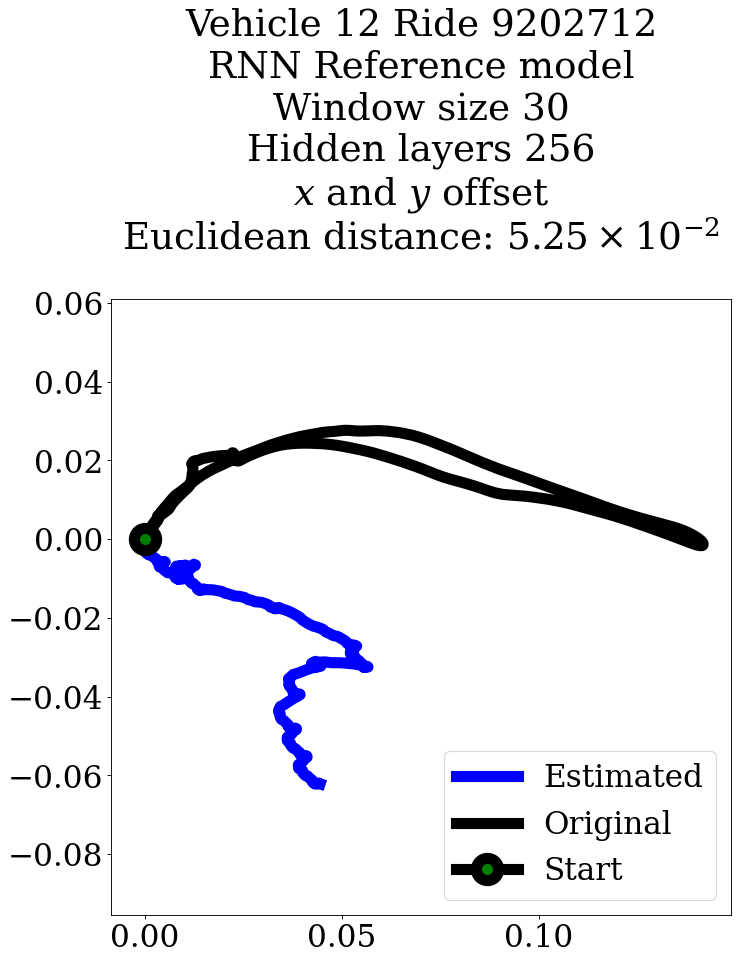 Vehicle 12 Ride 9202712
RNN Reference model
Window size 30
Hidden layers 256
x and y offset
Euclidean distance: 5.25 × 10⁻²
0.06
0.04
0.02
0.00
−0.02
−0.04
−0.06
−0.08
0.00 0.05 0.10
Estimated
Original
Start